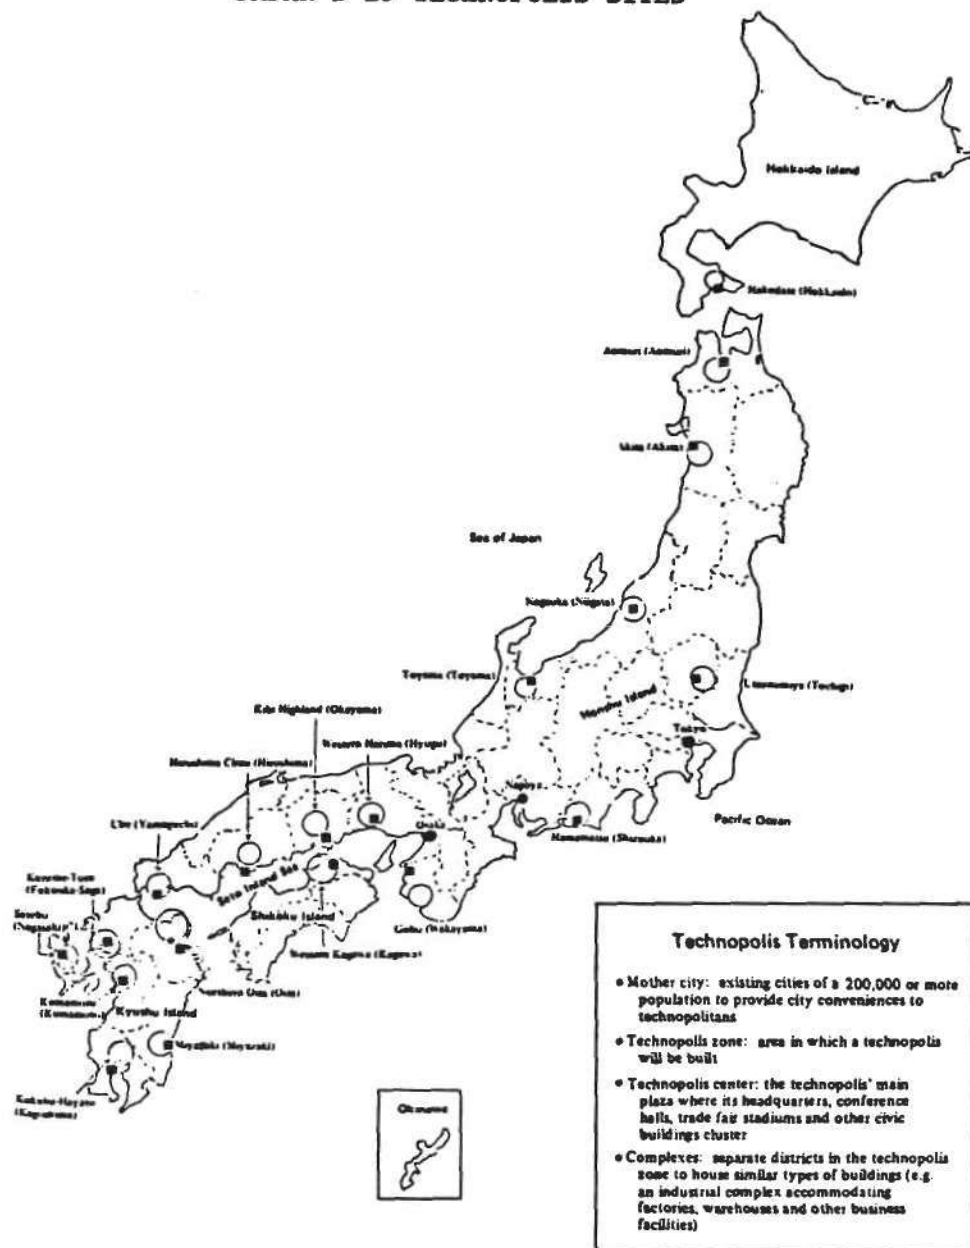 Hokkaido Island
Hakodate (Hokkaido)
Aomori (Aomori)
Akita (Akita)
Sea of Japan
Nagaoka (Niigata)
Toyama (Toyama)
Honshu Island
Tokyo
Kibi Highland (Okayama)
Western Harima (Hyogo)
Hiroshima Chuo (Hiroshima)
Nagoya
Pacific Ocean
Hamamatsu (Shizuoka)
Osaka
Ube (Yamaguchi)
Seto Inland Sea
Shikoku Island
(Wakayama)
Western Kagawa (Kagawa)
Kyushu Island
Miyazaki (Miyazaki)
Okinawa
Technopolis Terminology
• Mother city: existing cities of a 200,000 or more
population to provide city conveniences to
technopolitans
• Technopolis zone: area in which a technopolis
will be built
• Technopolis center: the technopolis' main
plaza where its headquarters, conference
halls, trade fair stadiums and other civic
buildings cluster
• Complexes: separate districts in the technopolis
zone to house similar types of buildings (e.g.
an industrial complex accommodating
factories, warehouses and other business
facilities)